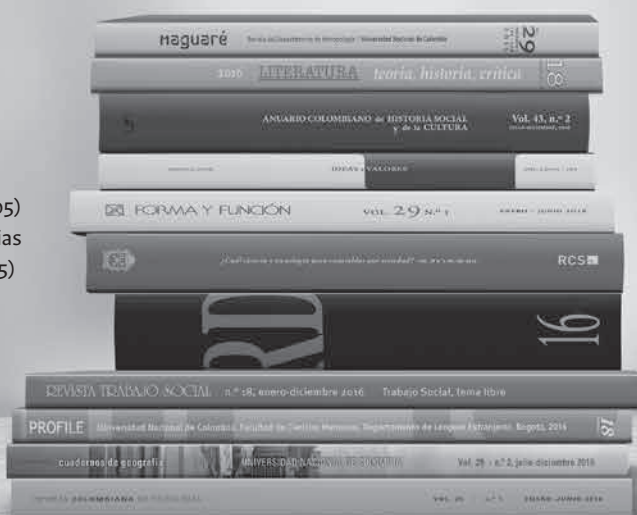 05)
ias
5)
maguaré Universidad Nacional de Colombia 29
2016 LITERATURA teoría, historia, crítica 18
ANUARIO COLOMBIANO de HISTORIA SOCIAL Vol. 43, n.º 2
y de la CULTURA
IDEAS Y VALORES
FORMA Y FUNCIÓN VOL. 29 N.º 1 ENERO - JUNIO 2016
RCS
RD 16
REVISTA TRABAJO SOCIAL n.º 18, enero-diciembre 2016 Trabajo Social, tema libre
PROFILE Universidad Nacional de Colombia, Facultad de Ciencias Humanas, Departamento de Lenguas Extranjeras Bogotá, 2016 18
cuadernos de geografía UNIVERSIDAD NACIONAL DE COLOMBIA Vol. 25 n.º 2, julio-diciembre 2016
REVISTA COLOMBIANA